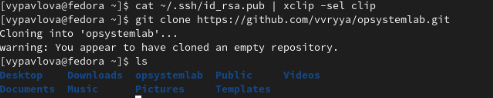 [vypavlova@fedora ~]$ cat ~/.ssh/id_rsa.pub | xclip -sel clip
[vypavlova@fedora ~]$ git clone https://github.com/vvryya/opsystemlab.git
Cloning into 'opsystemlab'...
warning: You appear to have cloned an empty repository.
[vypavlova@fedora ~]$ ls
Desktop Downloads opsystemlab Public Videos
Documents Music Pictures Templates